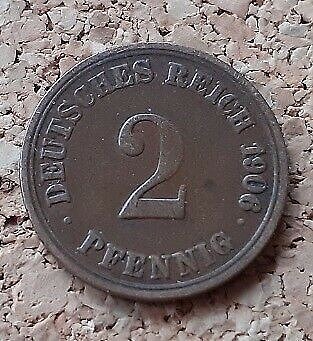 DEUTSCHES REICH 1906
2
· PFENNIG ·